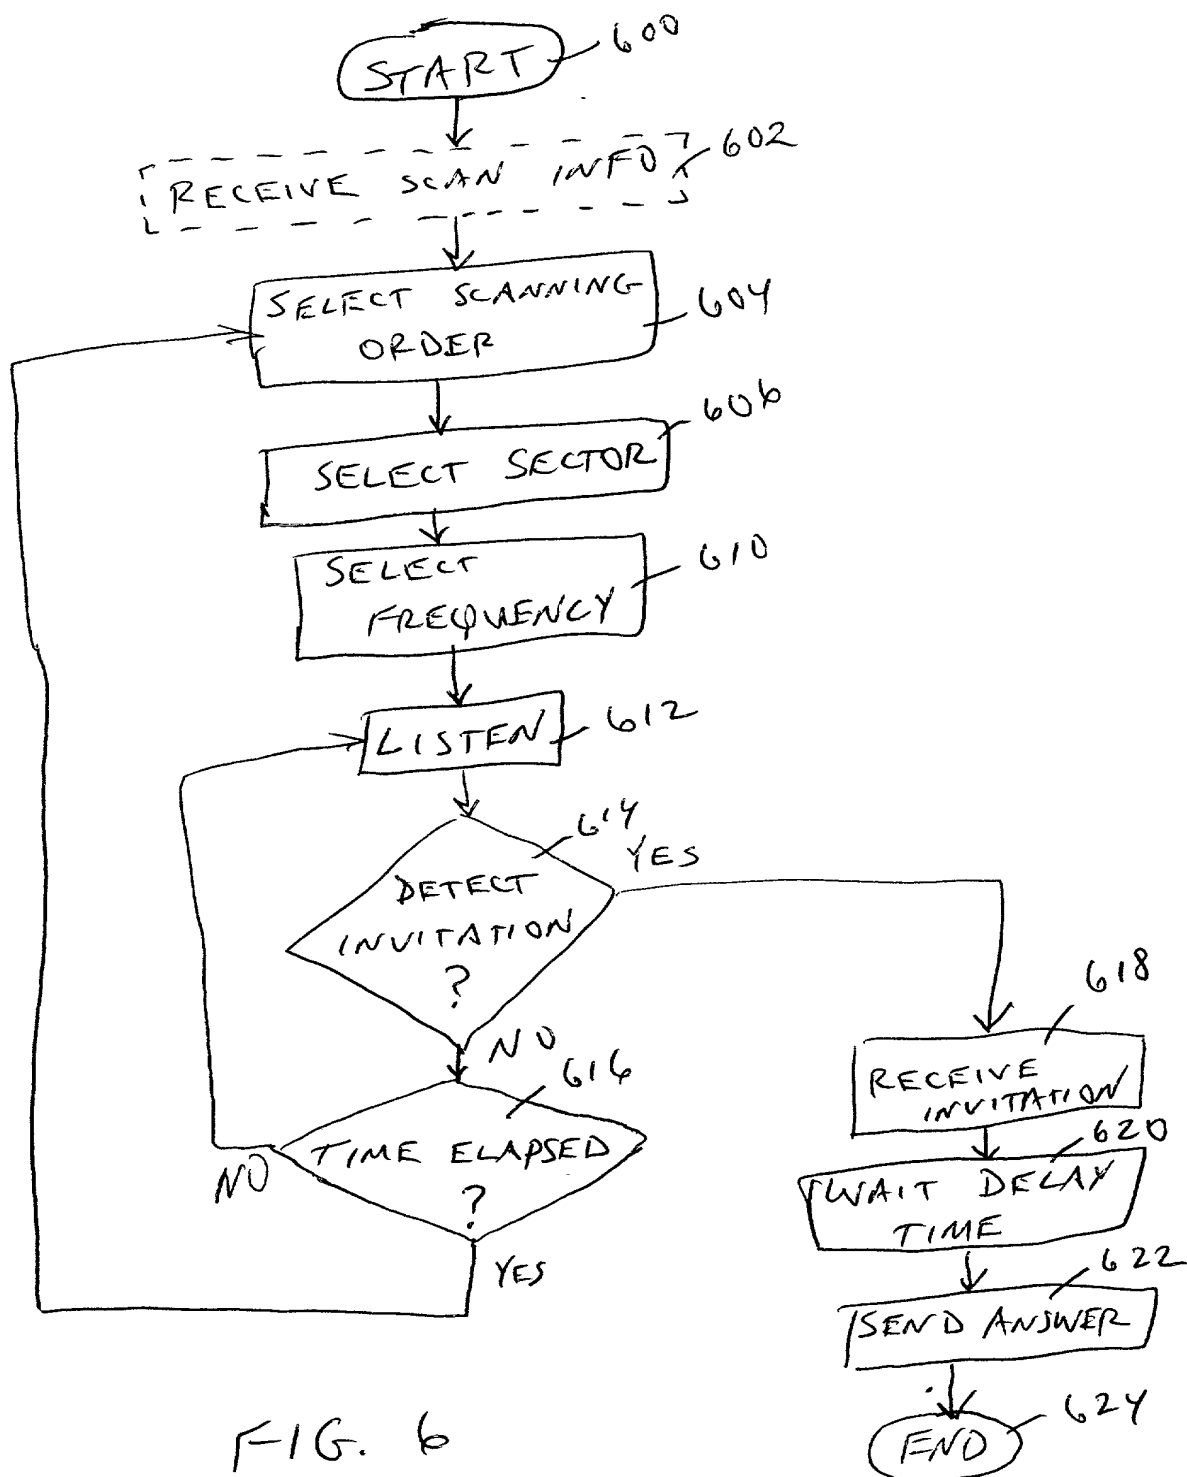 START
600
RECEIVE SCAN INFO
602
SELECT SCANNING
ORDER
604
606
SELECT SECTOR
SELECT
FREQUENCY
610
LISTEN
612
614
YES
DETECT
INVITATION
?
NO
616
TIME ELAPSED
?
NO
YES
618
RECEIVE
INVITATION
620
WAIT DELAY
TIME
622
SEND ANSWER
624
END
FIG. 6